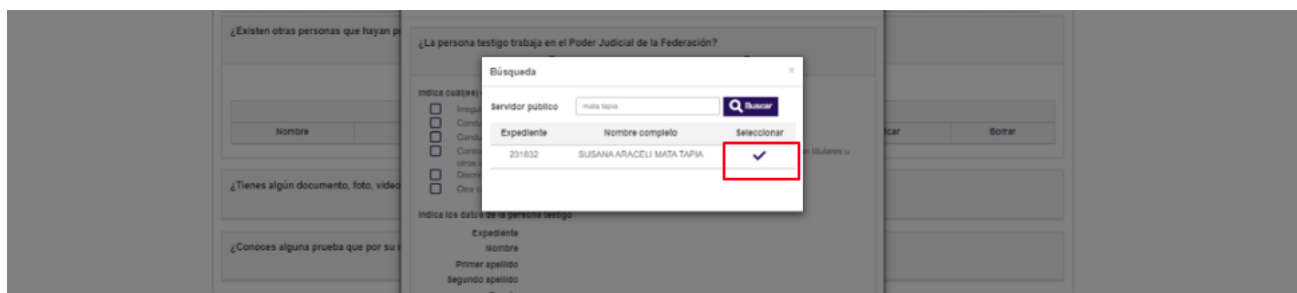 ¿Existen otras personas que hayan p
¿La persona testigo trabaja en el Poder Judicial de la Federación?
Búsqueda
Indica cuál(es)
Servidor público
mata tapia
Buscar
Expediente Nombre completo Seleccionar
231832 SUSANA ARACELI MATA TAPIA
Nombre
Borrar
titulares u
otros
Otra
¿Tienes algún documento, foto, video
Indica los datos de la persona testigo
Expediente
¿Conoces alguna prueba que por su
Nombre
Primer apellido
Segundo apellido